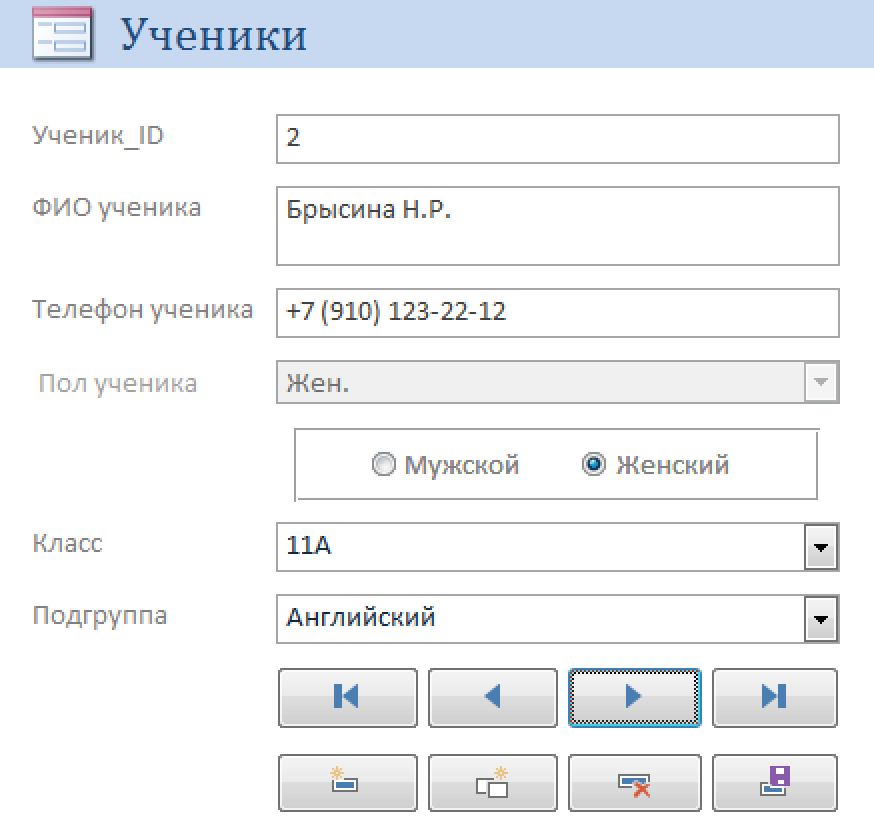 Ученики
Ученик_ID 2
ФИО ученика Брысина Н.Р.
Телефон ученика +7 (910) 123-22-12
Пол ученика Жен.
Мужской Женский
Класс 11А
Подгруппа Английский